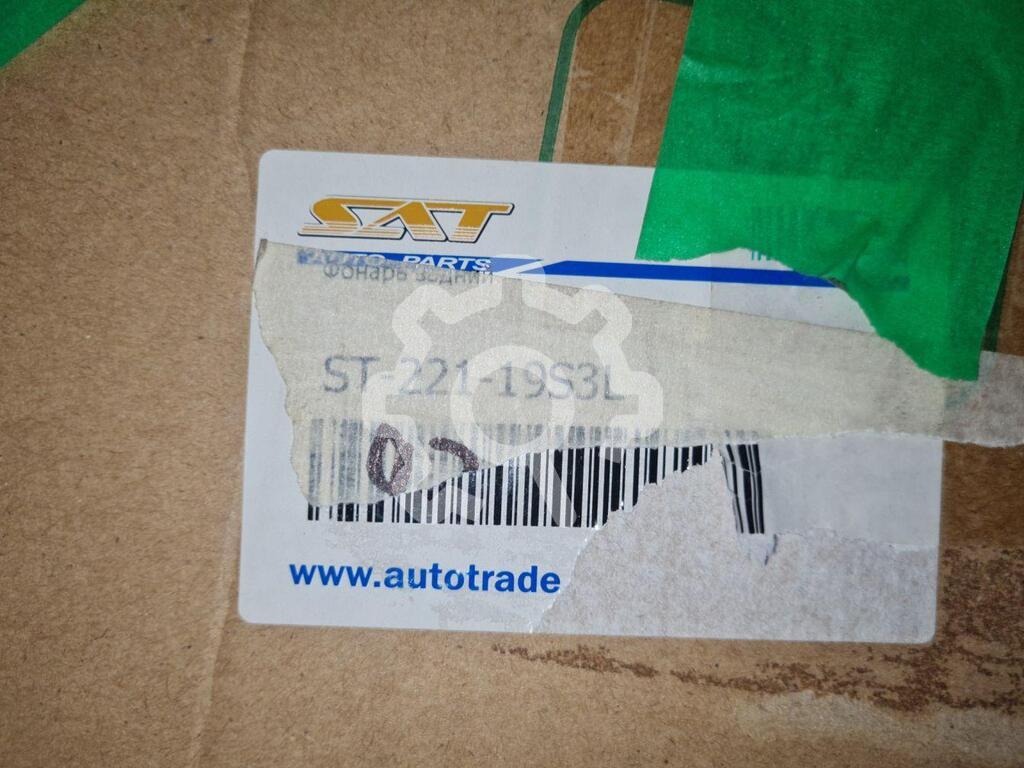 SAT
AUTO PARTS
Фонарь задний
ST-221-19S3L
www.autotrade